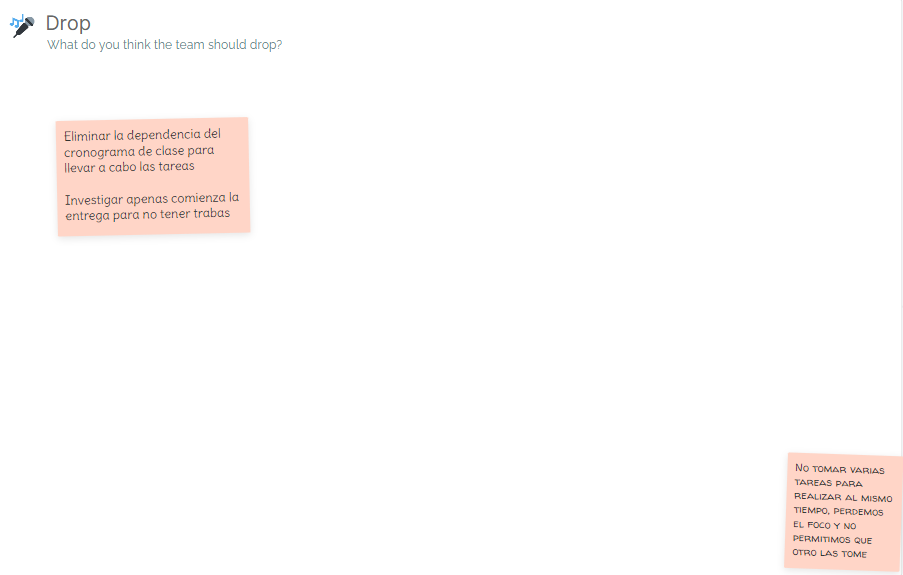 Drop
What do you think the team should drop?
Eliminar la dependencia del
cronograma de clase para
llevar a cabo las tareas
Investigar apenas comienza la
entrega para no tener trabas
No tomar varias
tareas para
realizar al mismo
tiempo, perdemos
el foco y no
permitimos que
otro las tome